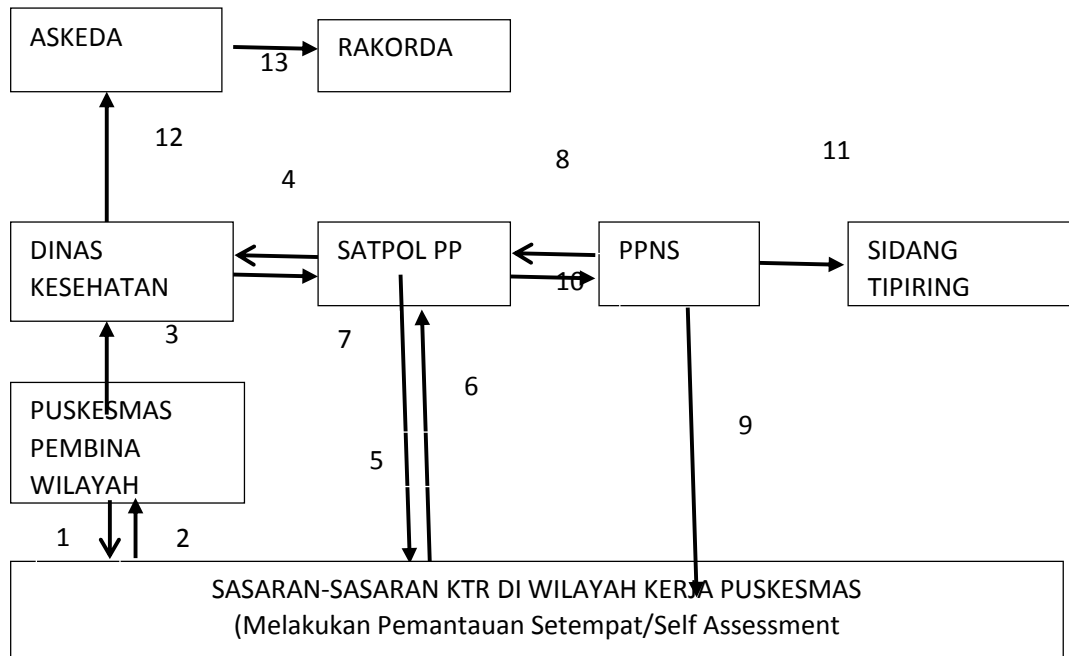 ASKEDA
RAKORDA
13
12
8
11
4
DINAS
KESEHATAN
SATPOL PP
PPNS
SIDANG
TIPIRING
10
3
7
6
PUSKESMAS
PEMBINA
WILAYAH
9
5
1
2
SASARAN-SASARAN KTR DI WILAYAH KERJA PUSKESMAS
(Melakukan Pemantauan Setempat/Self Assessment